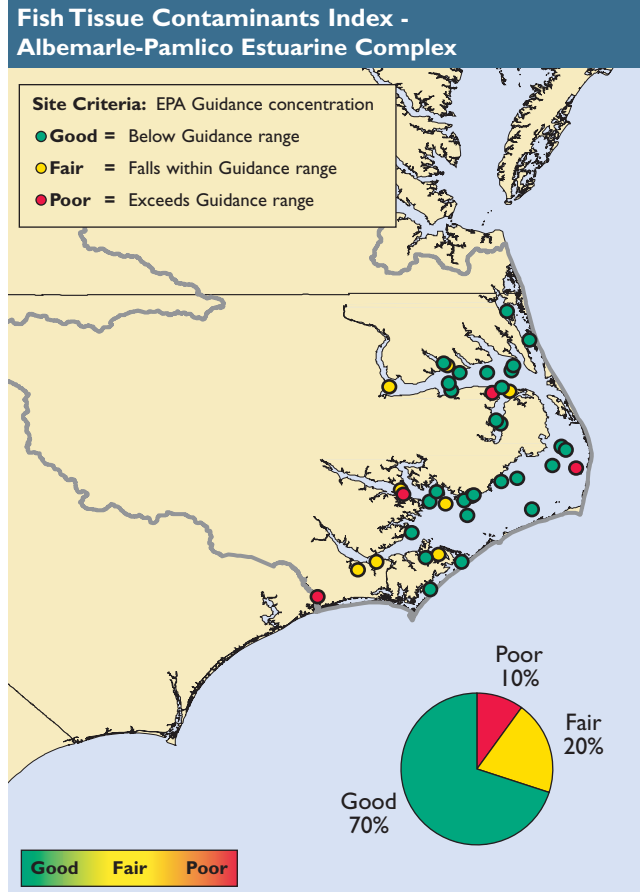 Fish Tissue Contaminants Index -
Albemarle-Pamlico Estuarine Complex
Site Criteria: EPA Guidance concentration
Good = Below Guidance range
Fair = Falls within Guidance range
Poor = Exceeds Guidance range
Poor
10%
Fair
20%
Good
70%
Good Fair Poor